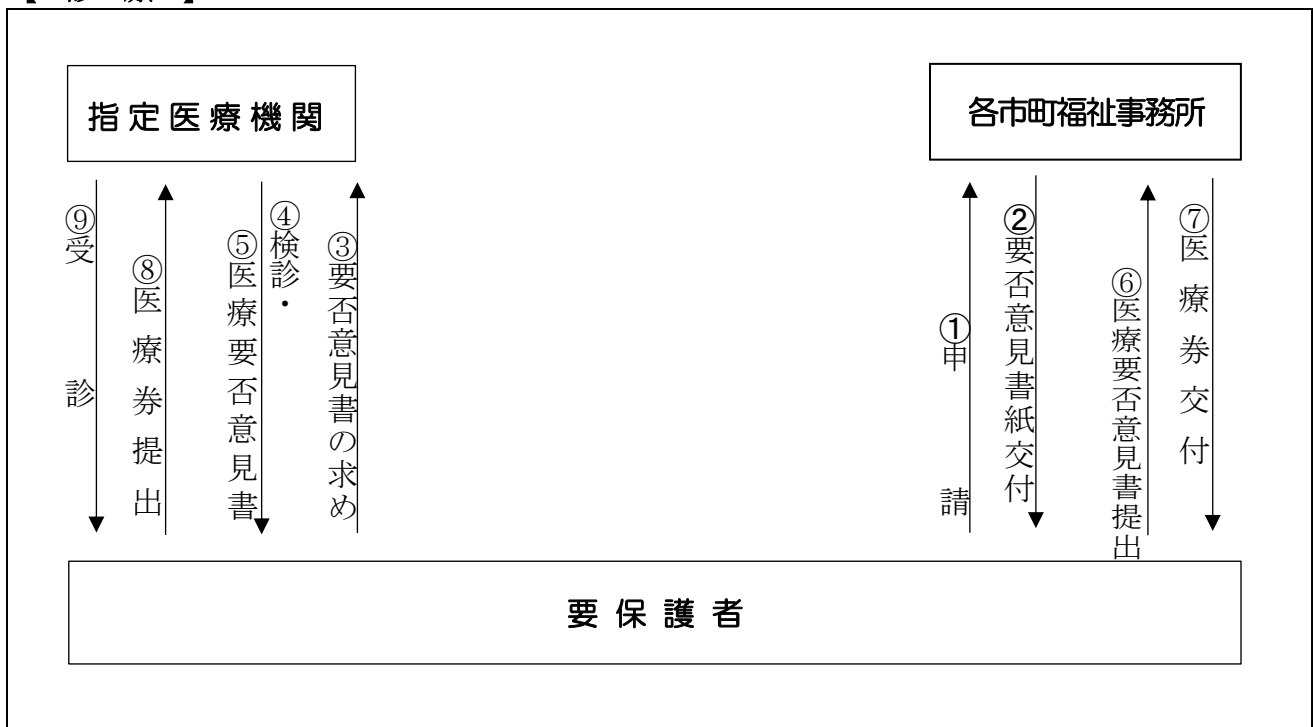 指定医療機関
各市町福祉事務所
⑨受診
⑧医療券提出
⑤医療要否意見書
④検診・
③要否意見書の求め
①申請
②要否意見書紙交付
⑥医療要否意見書提出
⑦医療券交付
要保護者